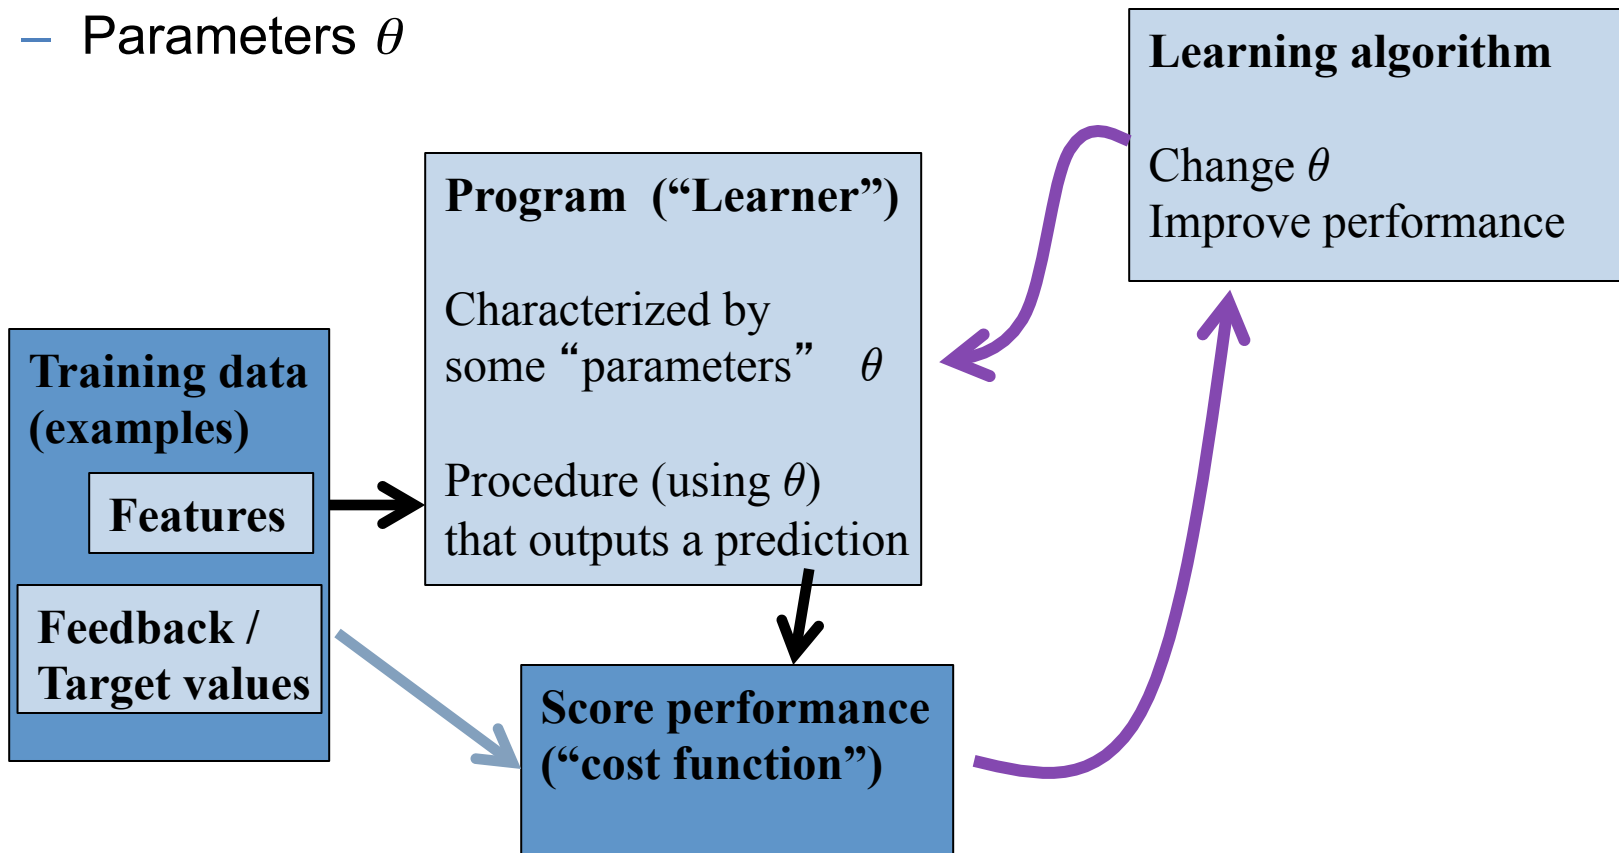 – Parameters θ
Learning algorithm
Change θ
Improve performance
Program (“Learner”)
Characterized by
some “parameters” θ
Procedure (using θ)
that outputs a prediction
Training data
(examples)
Features
Feedback /
Target values
Score performance
(“cost function”)